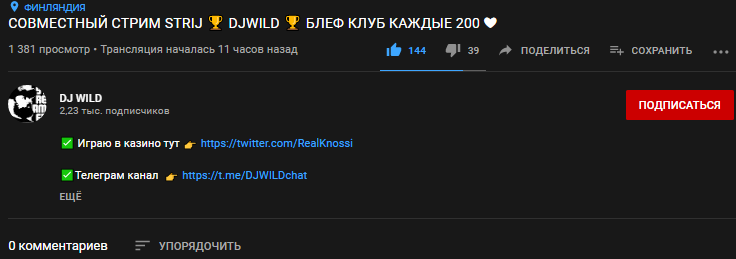 ФИНЛЯНДИЯ
СОВМЕСТНЫЙ СТРИМ STRIJ 🏆 DJWILD 🏆 БЛЕФ КЛУБ КАЖДЫЕ 200 🖤
1 381 просмотр • Трансляция началась 11 часов назад
144
39
ПОДЕЛИТЬСЯ
СОХРАНИТЬ
DJ WILD
2,23 тыс. подписчиков
ПОДПИСАТЬСЯ
✅ Играю в казино тут 👉 https://twitter.com/RealKnossi
✅Телеграм канал 👉 https://t.me/DJWILDchat
ЕЩЁ
0 комментариев
УПОРЯДОЧИТЬ